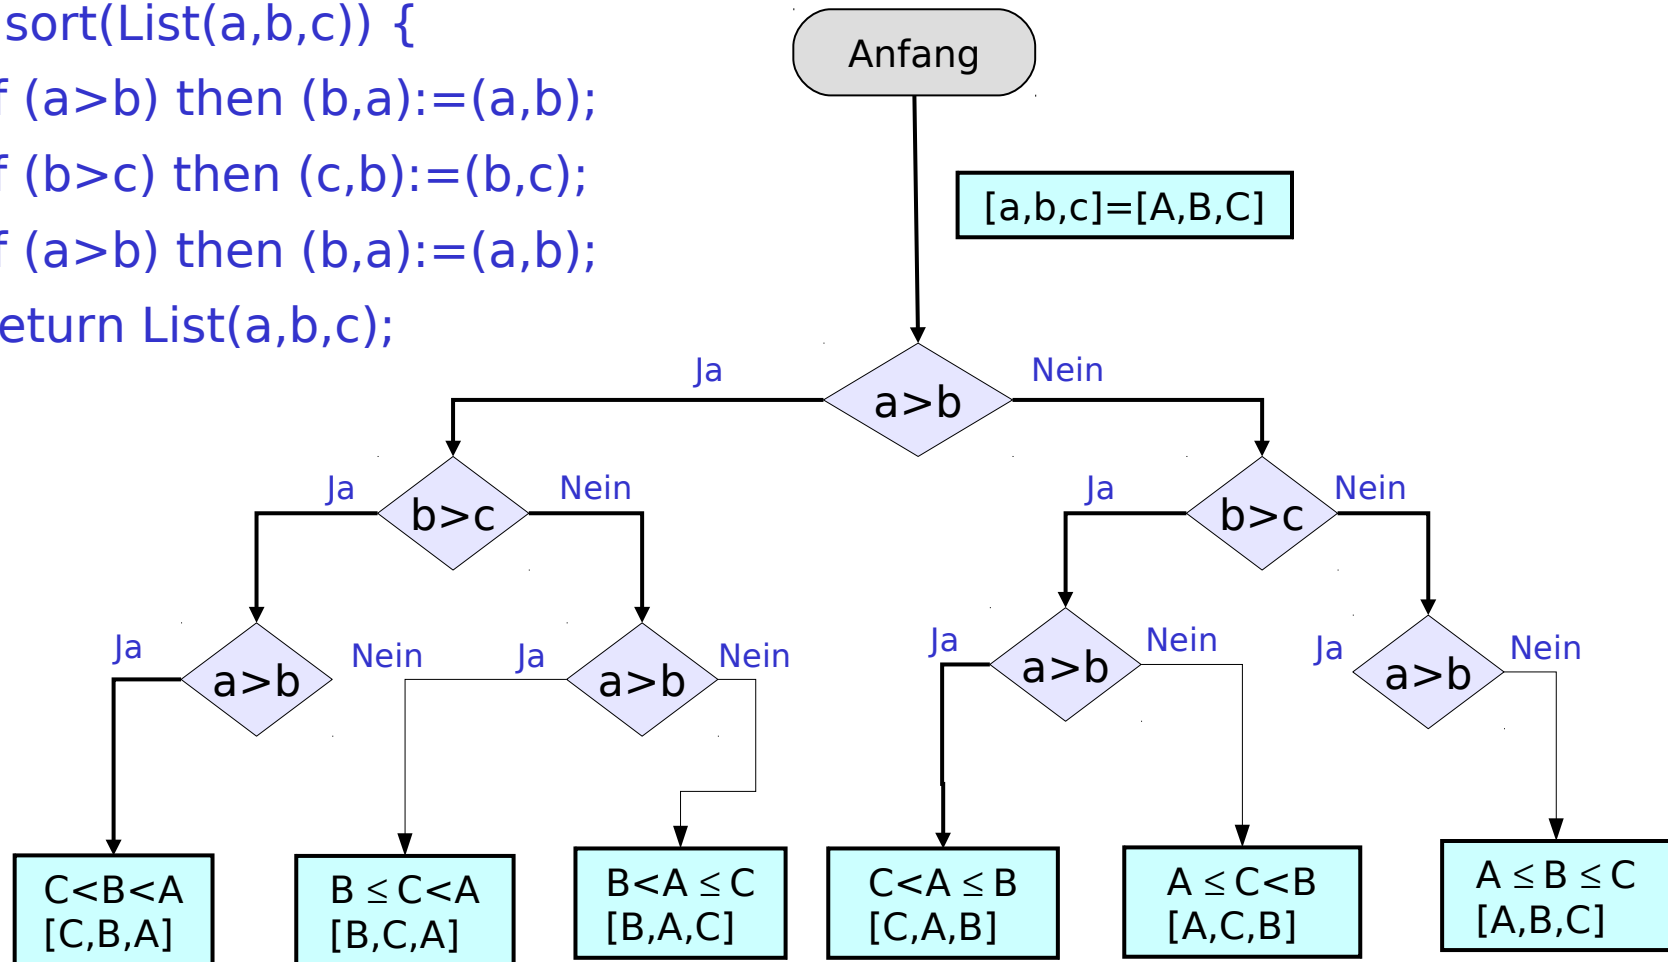 sort(List(a,b,c)) {
f (a>b) then (b,a):=(a,b);
f (b>c) then (c,b):=(b,c);
f (a>b) then (b,a):=(a,b);
eturn List(a,b,c);
Anfang
[a,b,c]=[A,B,C]
Ja
a>b
Nein
Ja
b>c
Nein
Ja
b>c
Nein
Ja
a>b
Nein
Ja
a>b
Nein
Ja
a>b
Nein
Ja
a>b
Nein
C<B<A
[C,B,A]
B ≤ C<A
[B,C,A]
B<A ≤ C
[B,A,C]
C<A ≤ B
[C,A,B]
A ≤ C<B
[A,C,B]
A ≤ B ≤ C
[A,B,C]